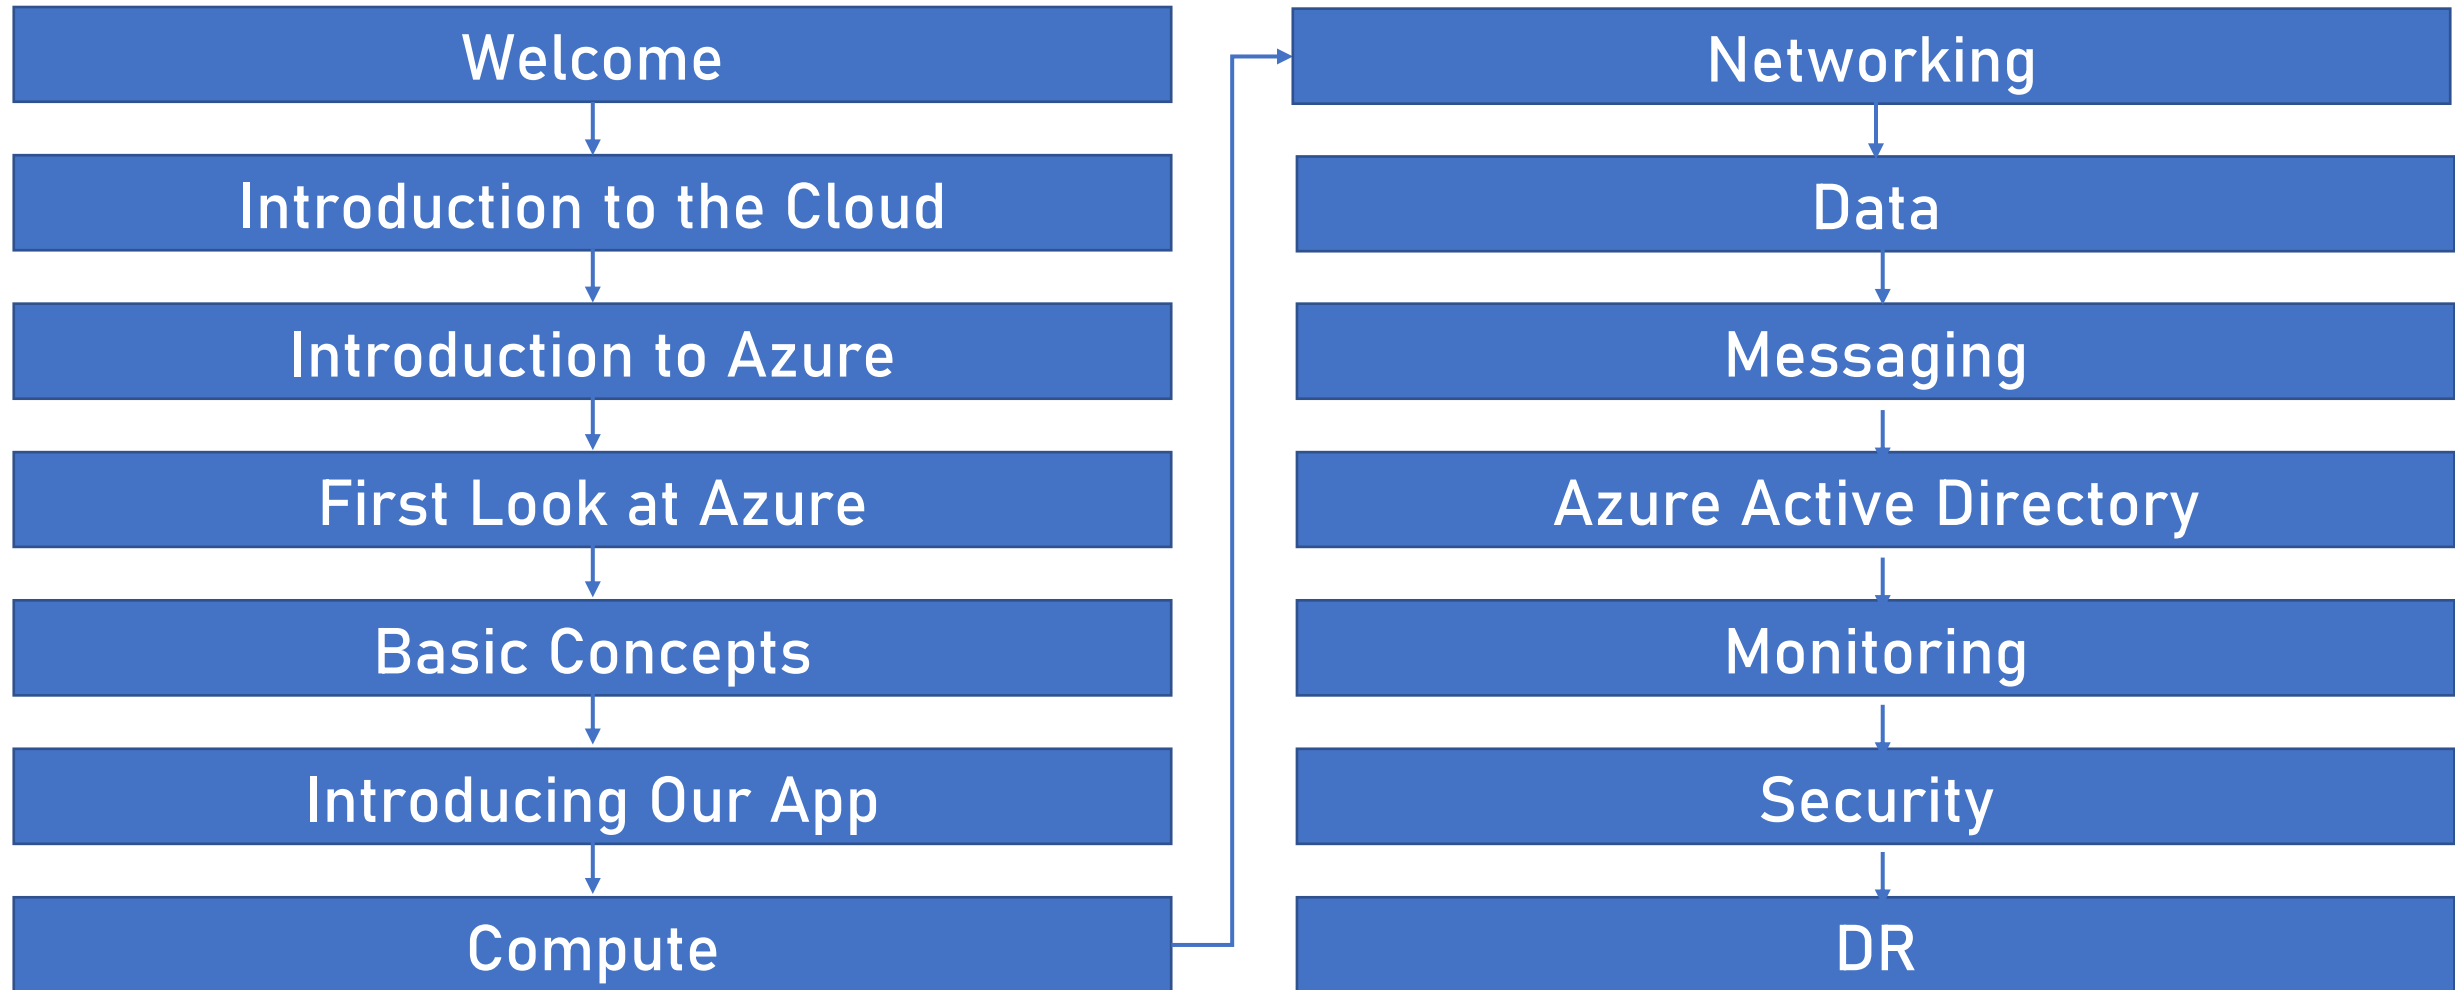 Welcome
Introduction to the Cloud
Introduction to Azure
First Look at Azure
Basic Concepts
Introducing Our App
Compute
Networking
Data
Messaging
Azure Active Directory
Monitoring
Security
DR